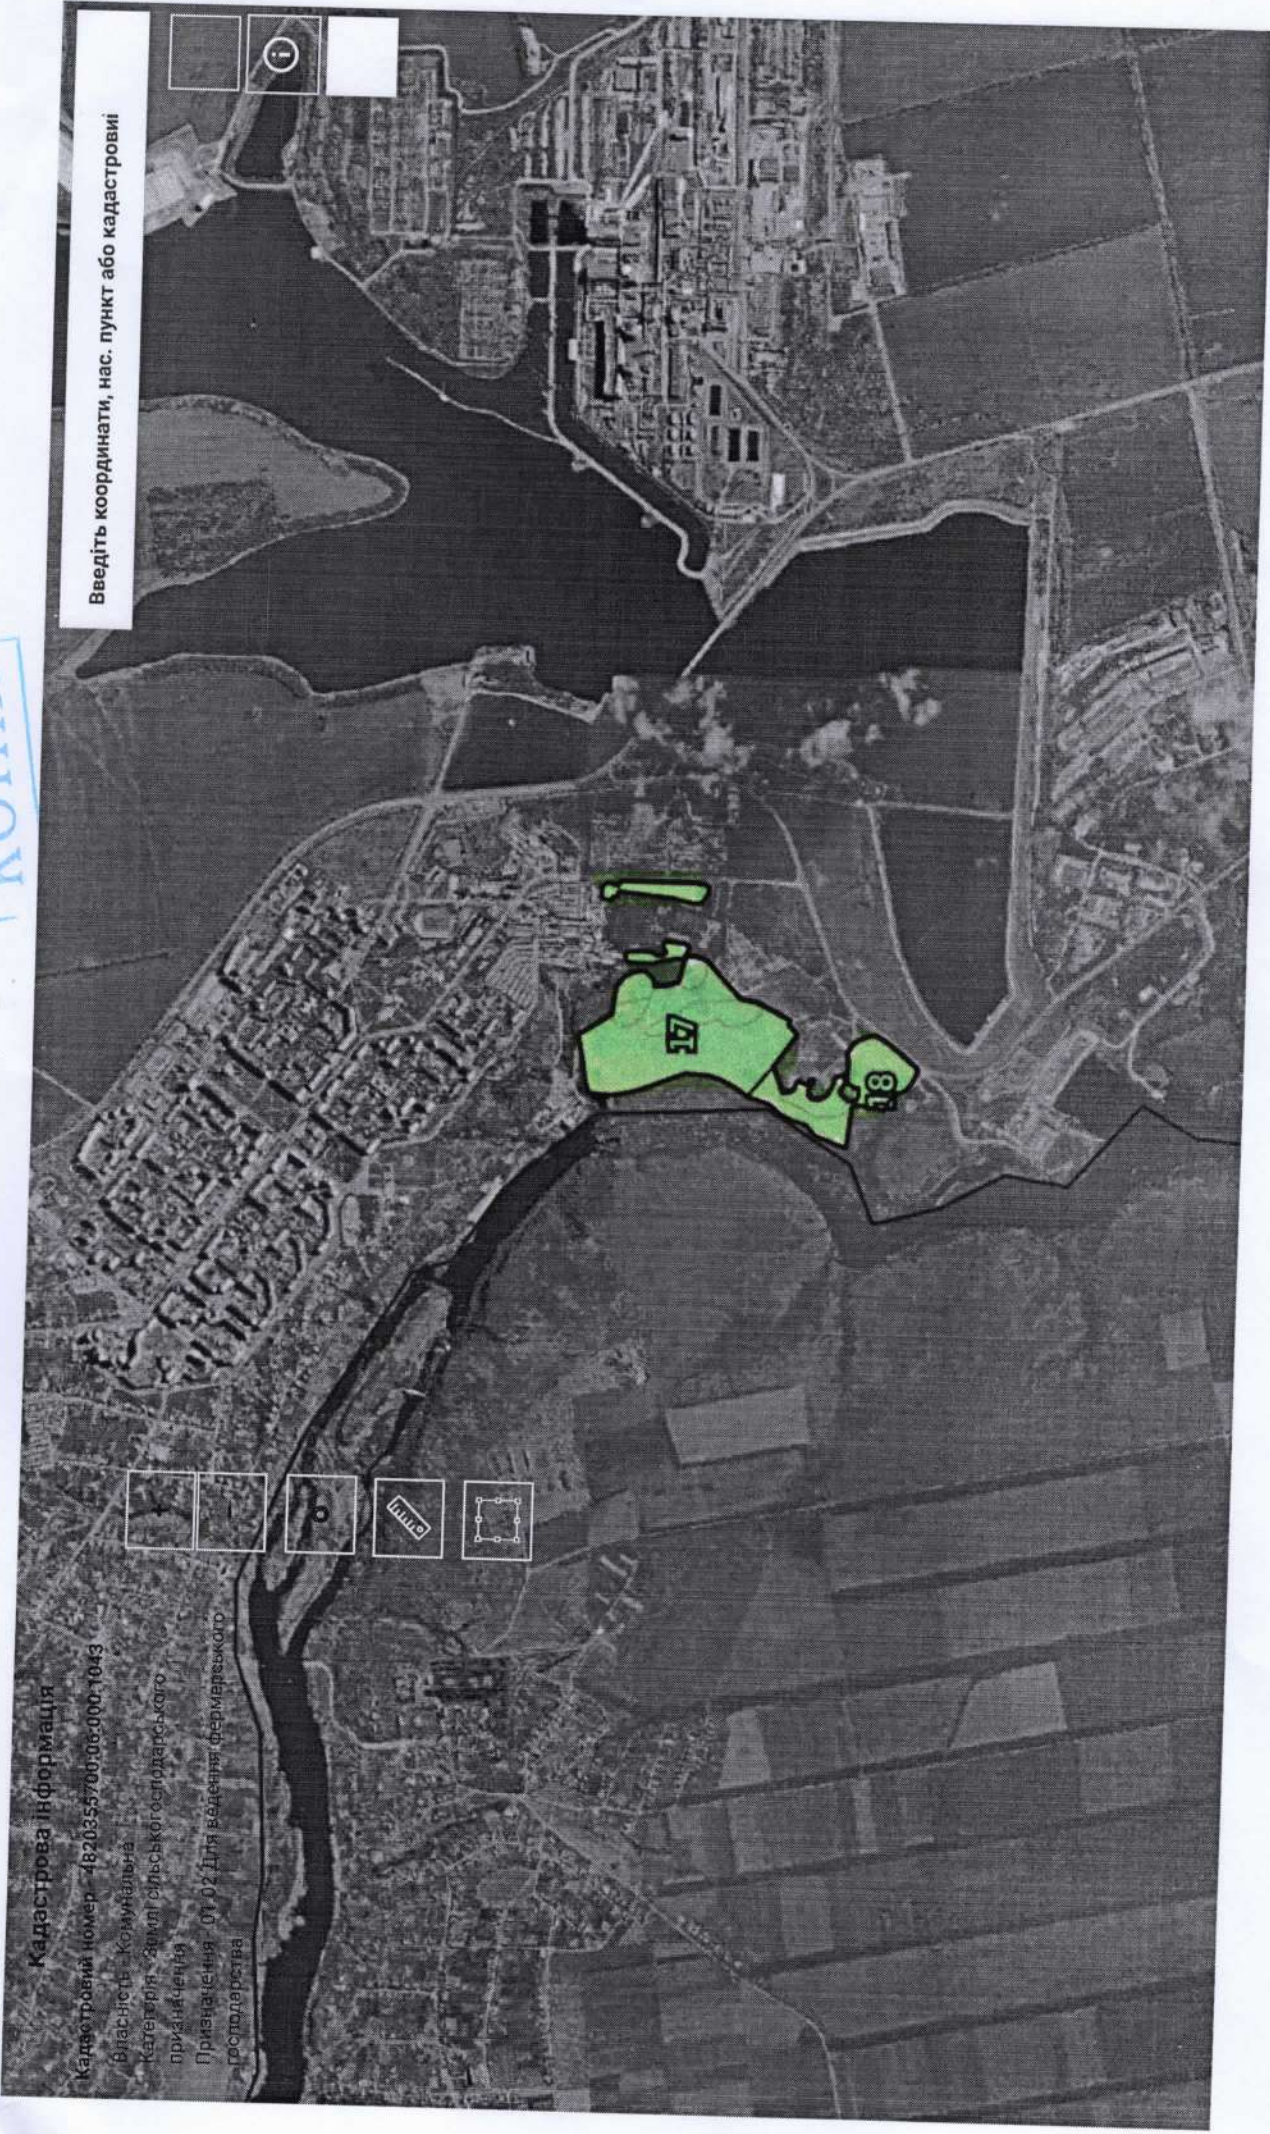 КОПІЯ
Кадастрова інформація
Кадастровий номер - 4820355700:06:000:1043
Власність - Комунальна
Категорія - Землі сільськогосподарського
призначення
Призначення - 01.02 Для ведення фермерського
господарства
Введіть координати, нас. пункт або кадастрові
+
−
i
17
18